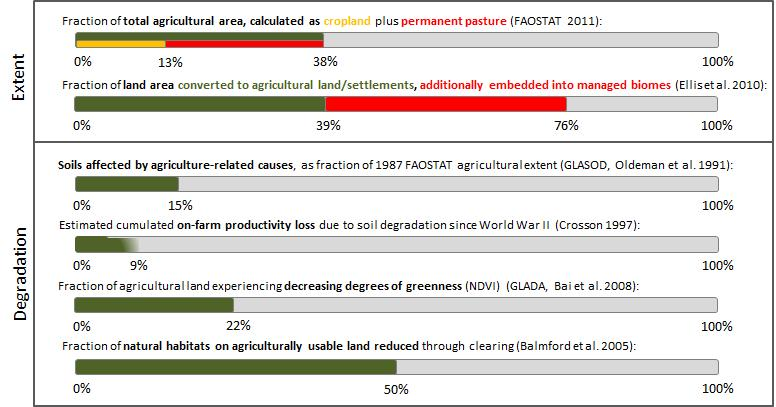 Extent
Fraction of total agricultural area, calculated as cropland plus permanent pasture (FAOSTAT 2011):
0% 13% 38% 100%
Fraction of land area converted to agricultural land/settlements, additionally embedded into managed biomes (Ellis et al. 2010):
0% 39% 76% 100%
Degradation
Soils affected by agriculture-related causes, as fraction of 1987 FAOSTAT agricultural extent (GLASOD, Oldeman et al. 1991):
15% 100%
Estimated cumulated on-farm productivity loss due to soil degradation since World War II (Crosson 1997):
0% 9% 100%
Fraction of agricultural land experiencing decreasing degrees of greenness (NDVI) (GLADA, Bai et al. 2008):
0% 22% 100%
Fraction of natural habitats on agriculturally usable land reduced through clearing (Balmford et al. 2005):
0% 50% 100%